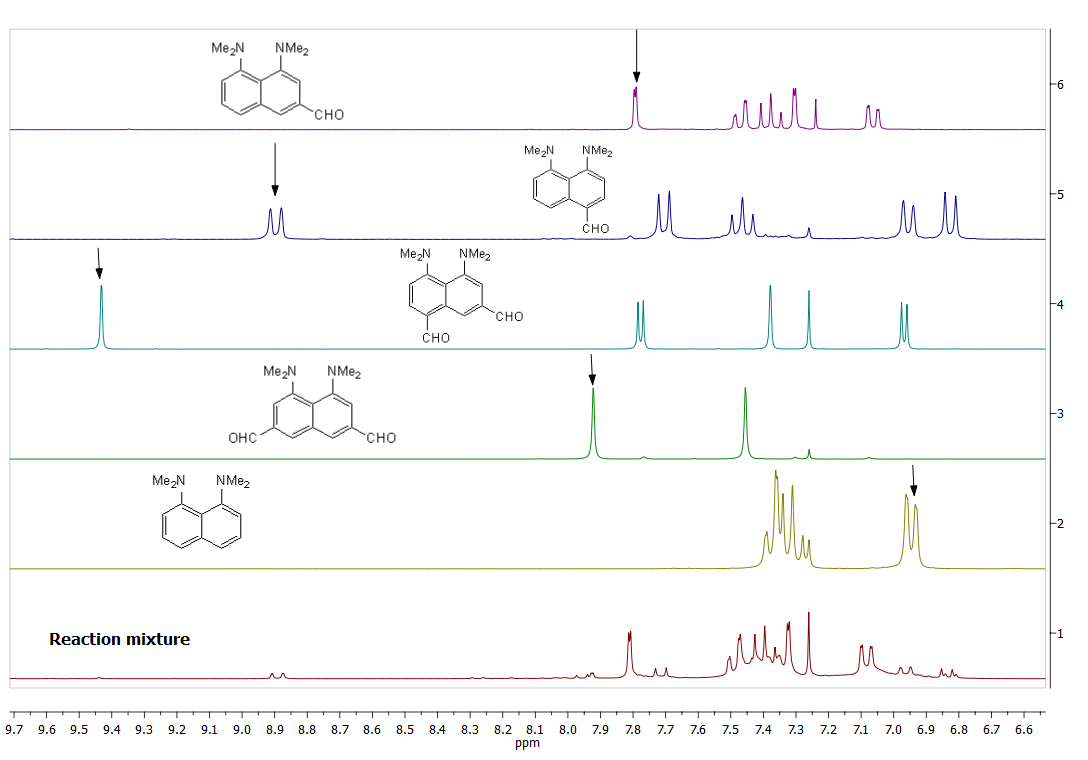 Me2N NMe2
CHO
6
Me2N NMe2
CHO
5
Me2N NMe2
CHO
CHO
4
Me2N NMe2
OHC CHO
3
Me2N NMe2
2
Reaction mixture
1
9.7 9.6 9.5 9.4 9.3 9.2 9.1 9.0 8.9 8.8 8.7 8.6 8.5 8.4 8.3 8.2 8.1 8.0 7.9 7.8 7.7 7.6 7.5 7.4 7.3 7.2 7.1 7.0 6.9 6.8 6.7 6.6
ppm